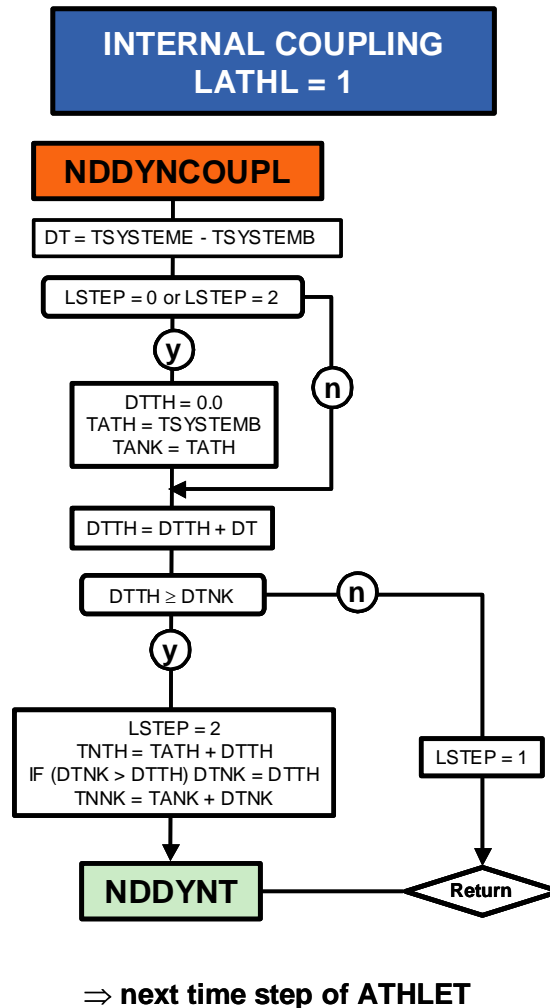 INTERNAL COUPLING
LATHL = 1
NDDYNCOUPL
DT = TSYSTEME - TSYSTEMB
LSTEP = 0 or LSTEP = 2
y
n
DTTH = 0.0
TATH = TSYSTEMB
TANK = TATH
DTTH = DTTH + DT
DTTH ≥ DTNK
n
y
LSTEP = 2
TNTH = TATH + DTTH
IF (DTNK > DTTH) DTNK = DTTH
TNNK = TANK + DTNK
LSTEP = 1
NDDYNT
Return
⇒ next time step of ATHLET